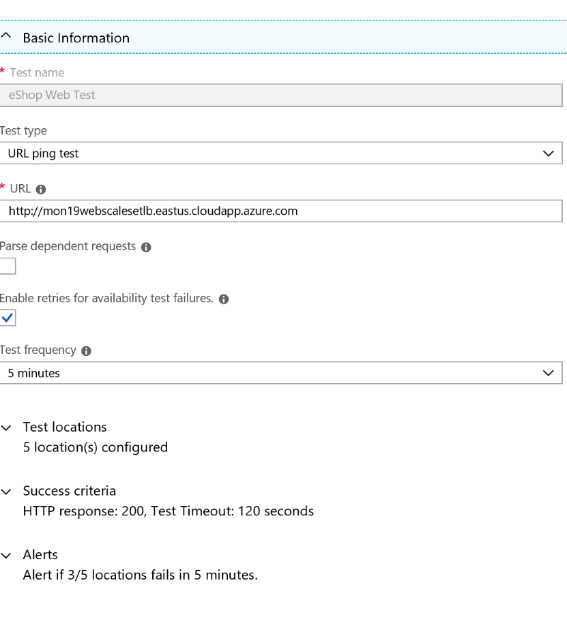 Basic Information
* Test name
eShop Web Test
Test type
URL ping test
* URL
http://mon19webscalesetlb.eastus.cloudapp.azure.com
Parse dependent requests
Enable retries for availability test failures.
Test frequency
5 minutes
Test locations
5 location(s) configured
Success criteria
HTTP response: 200, Test Timeout: 120 seconds
Alerts
Alert if 3/5 locations fails in 5 minutes.